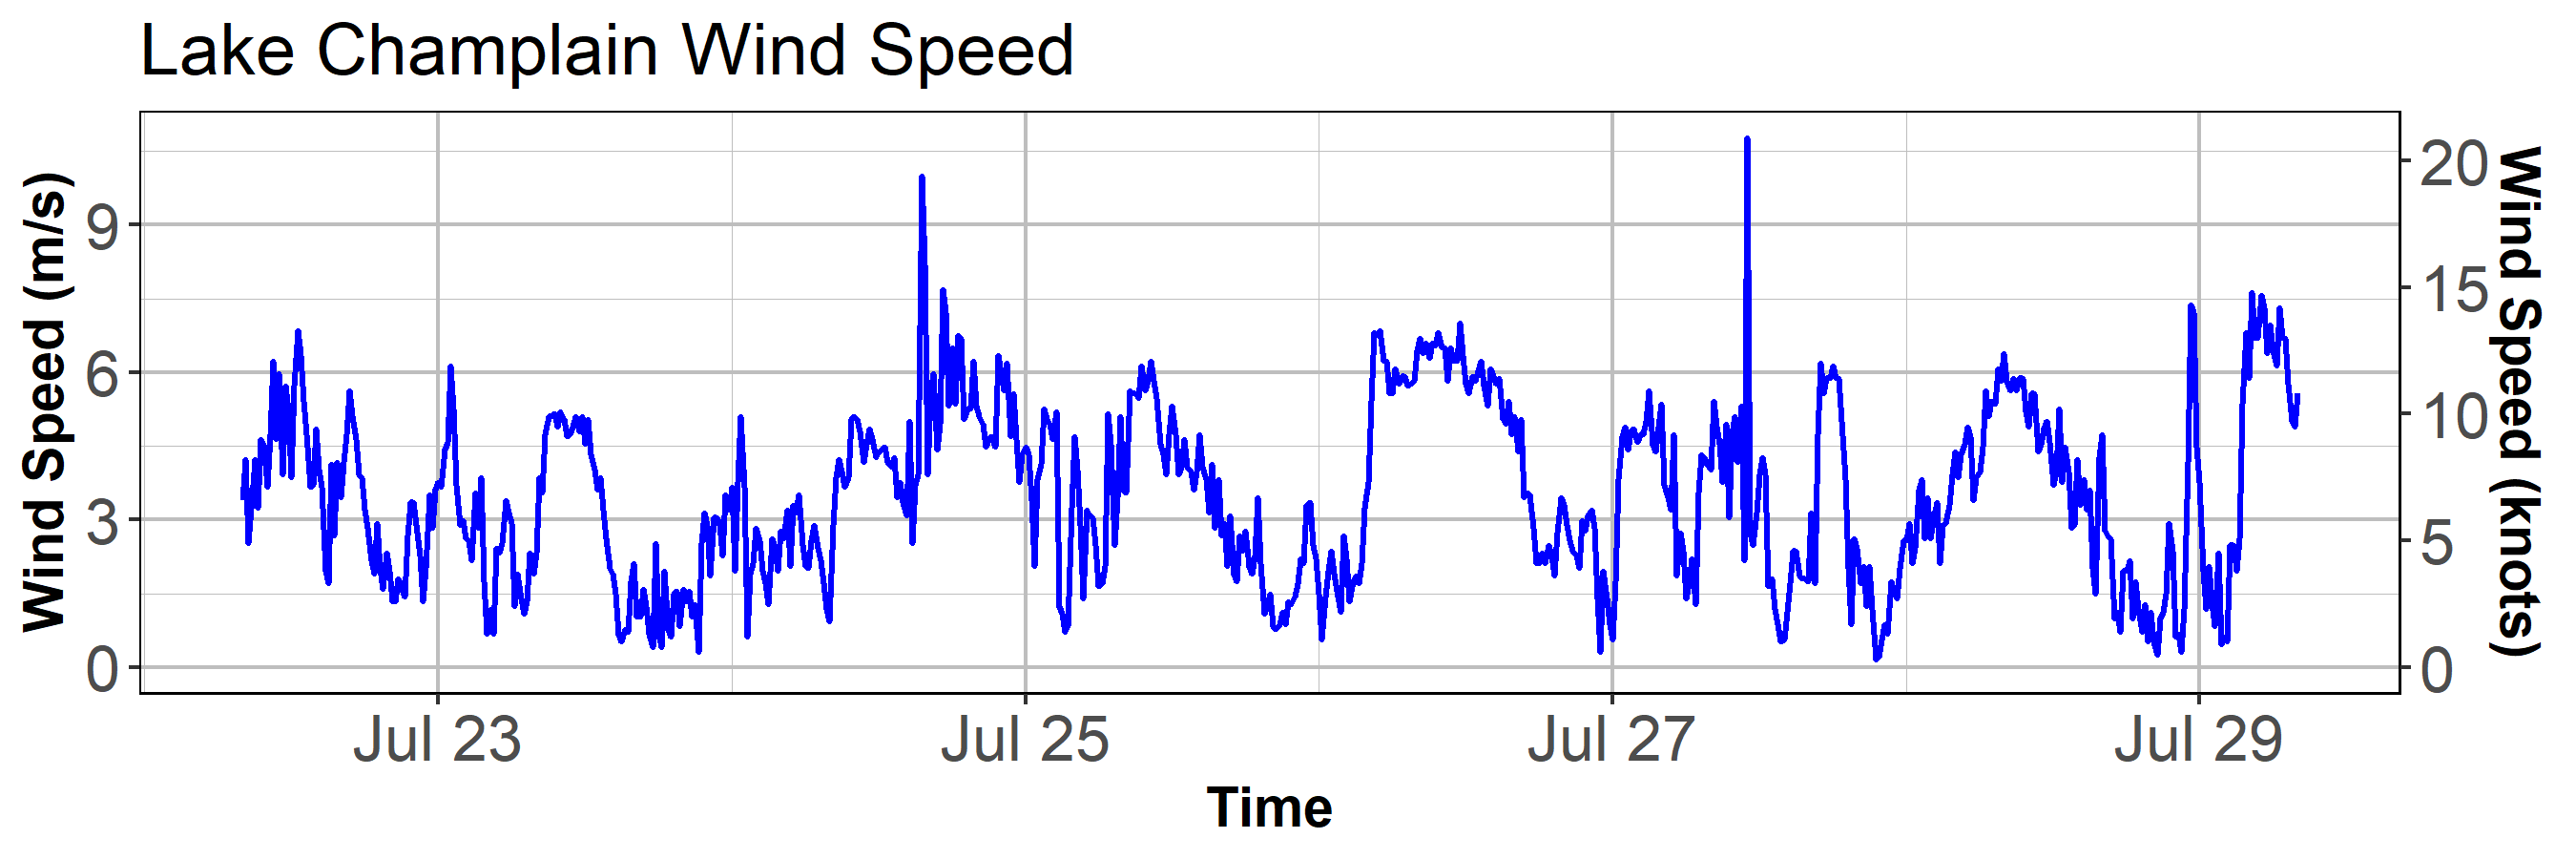 Lake Champlain Wind Speed
Wind Speed (m/s)
9
6
3
0
20
15
10
5
0
Wind Speed (knots)
Jul 23
Jul 25
Jul 27
Jul 29
Time